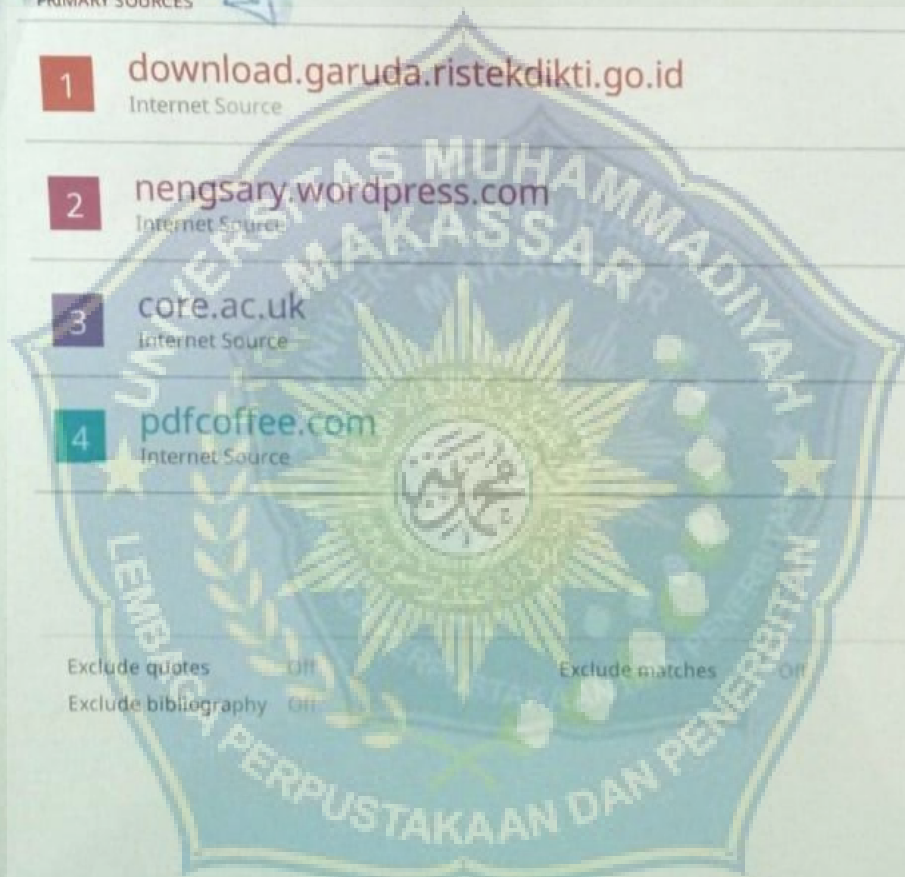 PRIMARY SOURCES
1
download.garuda.ristekdikti.go.id
Internet Source
2
nengsary.wordpress.com
Internet Source
3
core.ac.uk
Internet Source
4
pdfcoffee.com
Internet Source
Exclude quotes Off
Exclude matches Off
Exclude bibliography Off
UNIVERSITAS MUHAMMADIYAH
MAKASSAR
LEMBAGA PERPUSTAKAAN DAN PENERBITAN